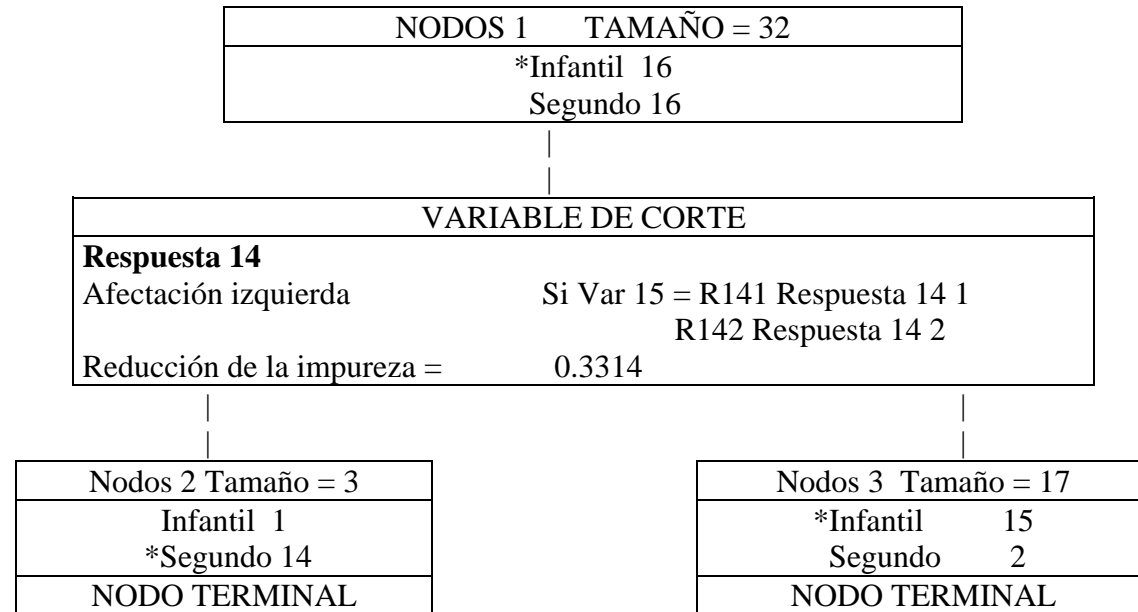 NODOS 1 TAMAÑO = 32
*Infantil 16
Segundo 16
VARIABLE DE CORTE
Respuesta 14
Afectación izquierda Si Var 15 = R141 Respuesta 14 1
R142 Respuesta 14 2
Reducción de la impureza = 0.3314
Nodos 2 Tamaño = 3
Infantil 1
*Segundo 14
NODO TERMINAL
Nodos 3 Tamaño = 17
*Infantil 15
Segundo 2
NODO TERMINAL